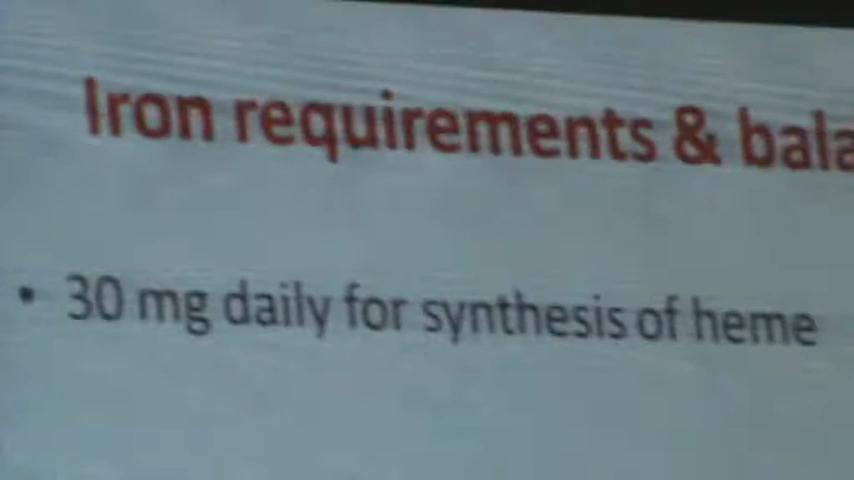 Iron requirements & bala
• 30 mg daily for synthesis of heme